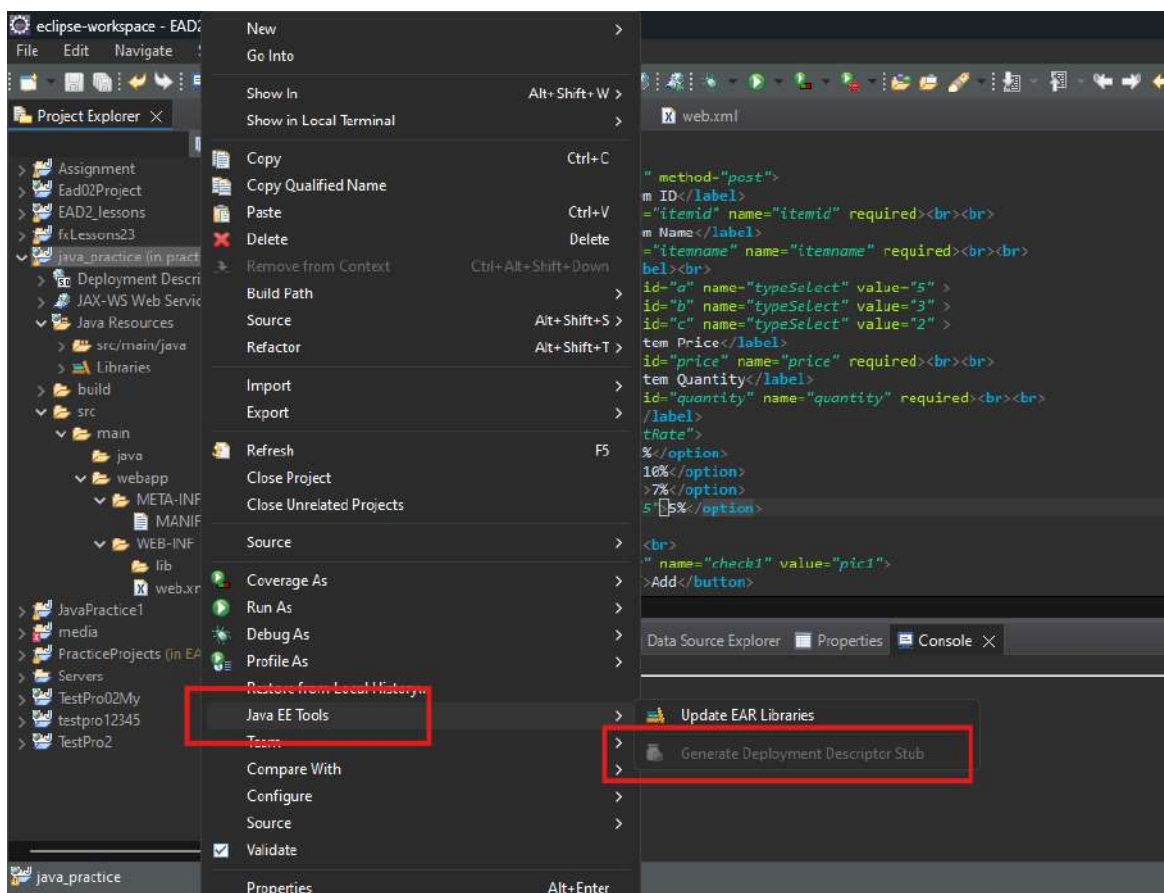 eclipse-workspace - EAD2
File Edit Navigate
Project Explorer
Assignment
Ead02Project
EAD2_lessons
fxLessons23
java_practice (in pract
Deployment Descri
JAX-WS Web Servic
Java Resources
src/main/java
Libraries
build
src
main
java
webapp
META-INF
MANIF
WEB-INF
lib
web.xm
JavaPractice1
media
PracticeProjects (in EA
Servers
TestPro02My
testpro12345
TestPro2
java_practice
New
Go Into
Show In Alt+Shift+W
Show in Local Terminal
Copy Ctrl+C
Copy Qualified Name
Paste Ctrl+V
Delete Delete
Remove from Context Ctrl+Alt+Shift+Down
Build Path
Source Alt+Shift+S
Refactor Alt+Shift+T
Import
Export
Refresh F5
Close Project
Close Unrelated Projects
Source
Coverage As
Run As
Debug As
Profile As
Restore from Local History...
Java EE Tools
Team
Compare With
Configure
Source
Validate
Properties Alt+Enter
Update EAR Libraries
Generate Deployment Descriptor Stub
web.xml
" method="post">
m ID</label>
="itemid" name="itemid" required><br><br>
m Name</label>
="itemname" name="itemname" required><br><br>
bel><br>
id="a" name="typeSelect" value="5" >
id="b" name="typeSelect" value="3" >
id="c" name="typeSelect" value="2" >
tem Price</label>
id="price" name="price" required><br><br>
tem Quantity</label>
id="quantity" name="quantity" required><br><br>
/label>
tRate">
%</option>
10%</option>
>7%</option>
5">5%</option>
<br>
" name="check1" value="pic1">
>Add</button>
Data Source Explorer Properties Console